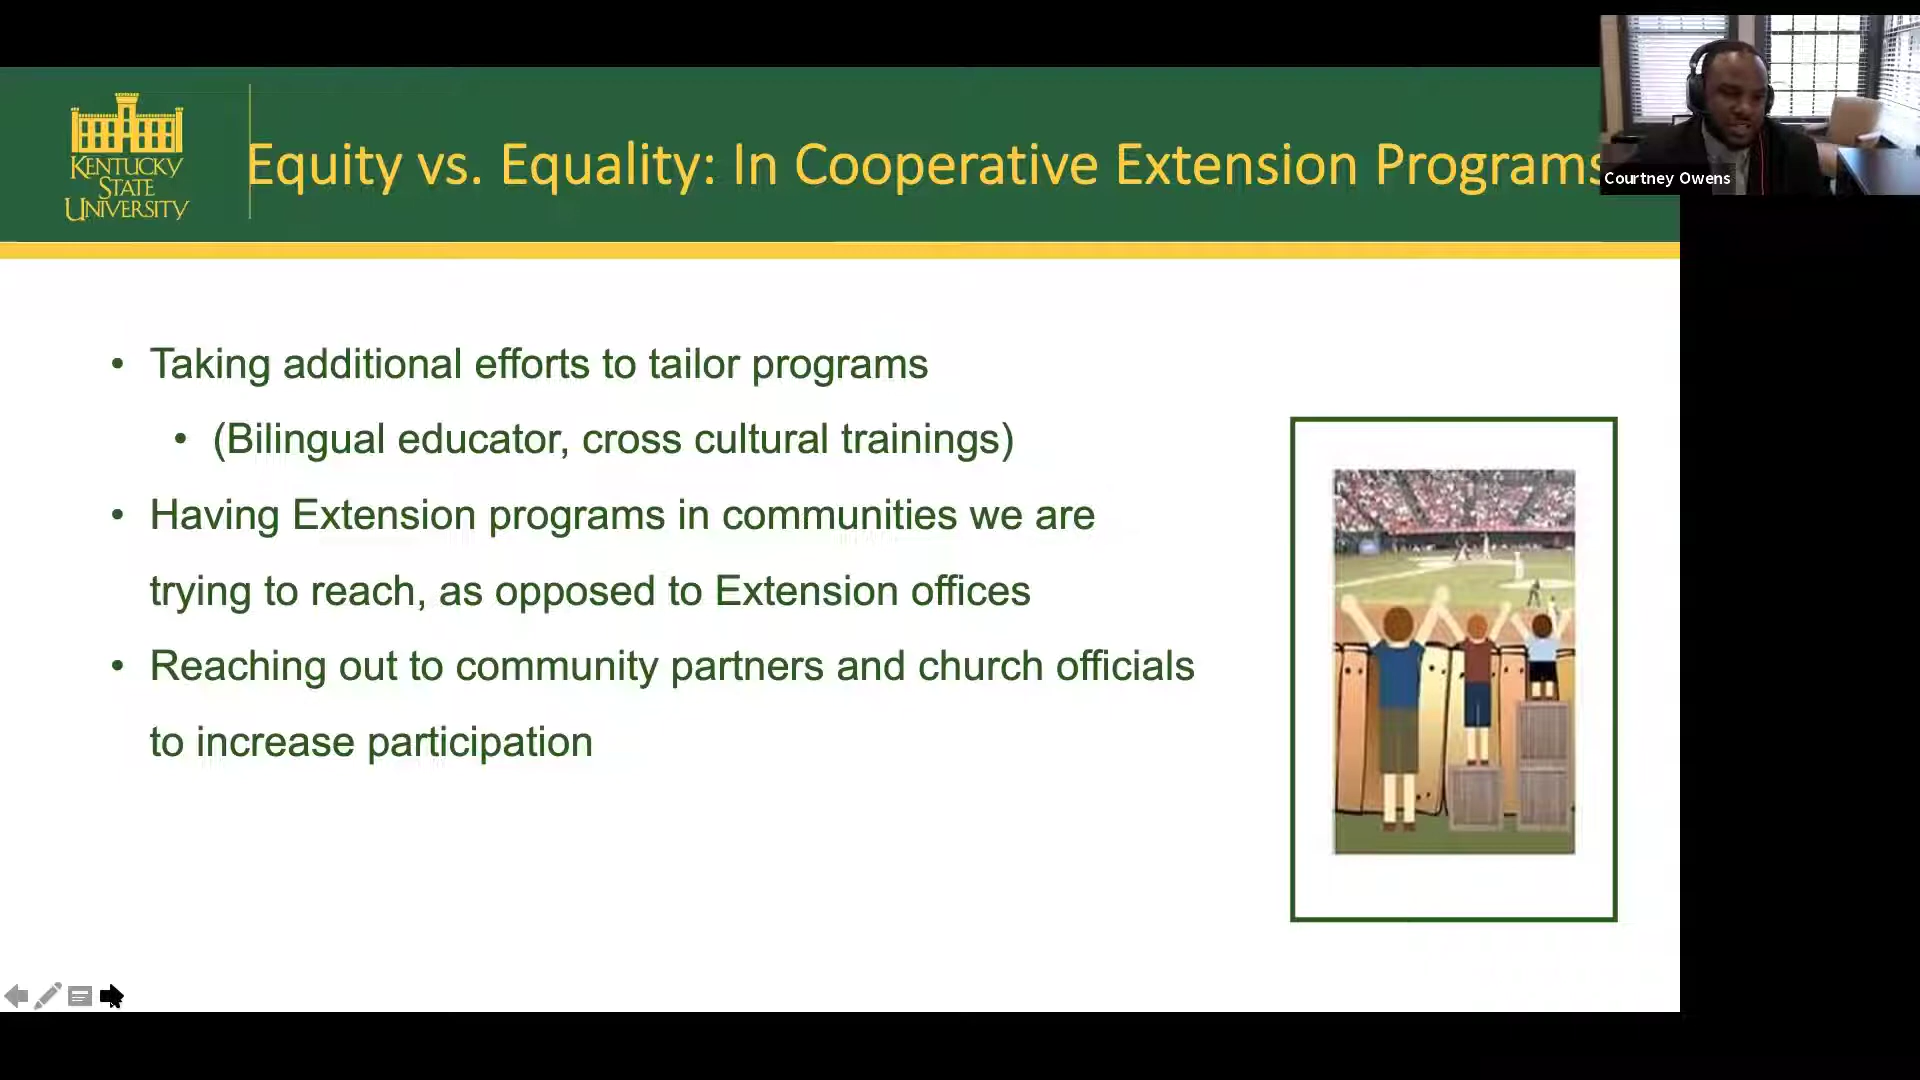 KENTUCKY
STATE
UNIVERSITY
Equity vs. Equality: In Cooperative Extension Programs
Courtney Owens
• Taking additional efforts to tailor programs
• (Bilingual educator, cross cultural trainings)
• Having Extension programs in communities we are
trying to reach, as opposed to Extension offices
• Reaching out to community partners and church officials
to increase participation